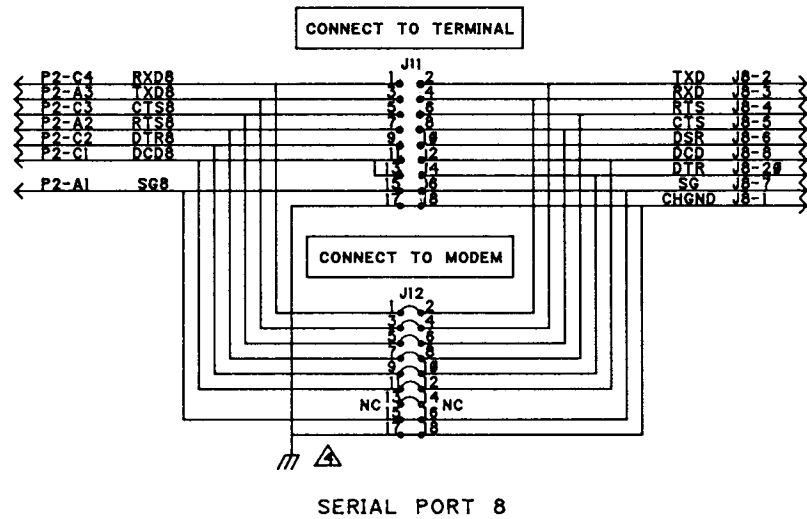 CONNECT TO TERMINAL
J11
P2-C4 RXD8 1 2 TXD J8-2
P2-A3 TXD8 3 4 RXD J8-3
P2-C3 CTS8 5 6 RTS J8-4
P2-A2 RTS8 7 8 CTS J8-5
P2-C2 DTR8 9 10 DSR J8-6
P2-C1 DCD8 11 12 DCD J8-8
13 14 DTR J8-20
P2-A1 SG8 15 16 SG J8-7
17 18 CHGND J8-1
CONNECT TO MODEM
J12
1 2
3 4
5 6
7 8
9 10
11 12
NC 13 14 NC
15 16
17 18
4
SERIAL PORT 8